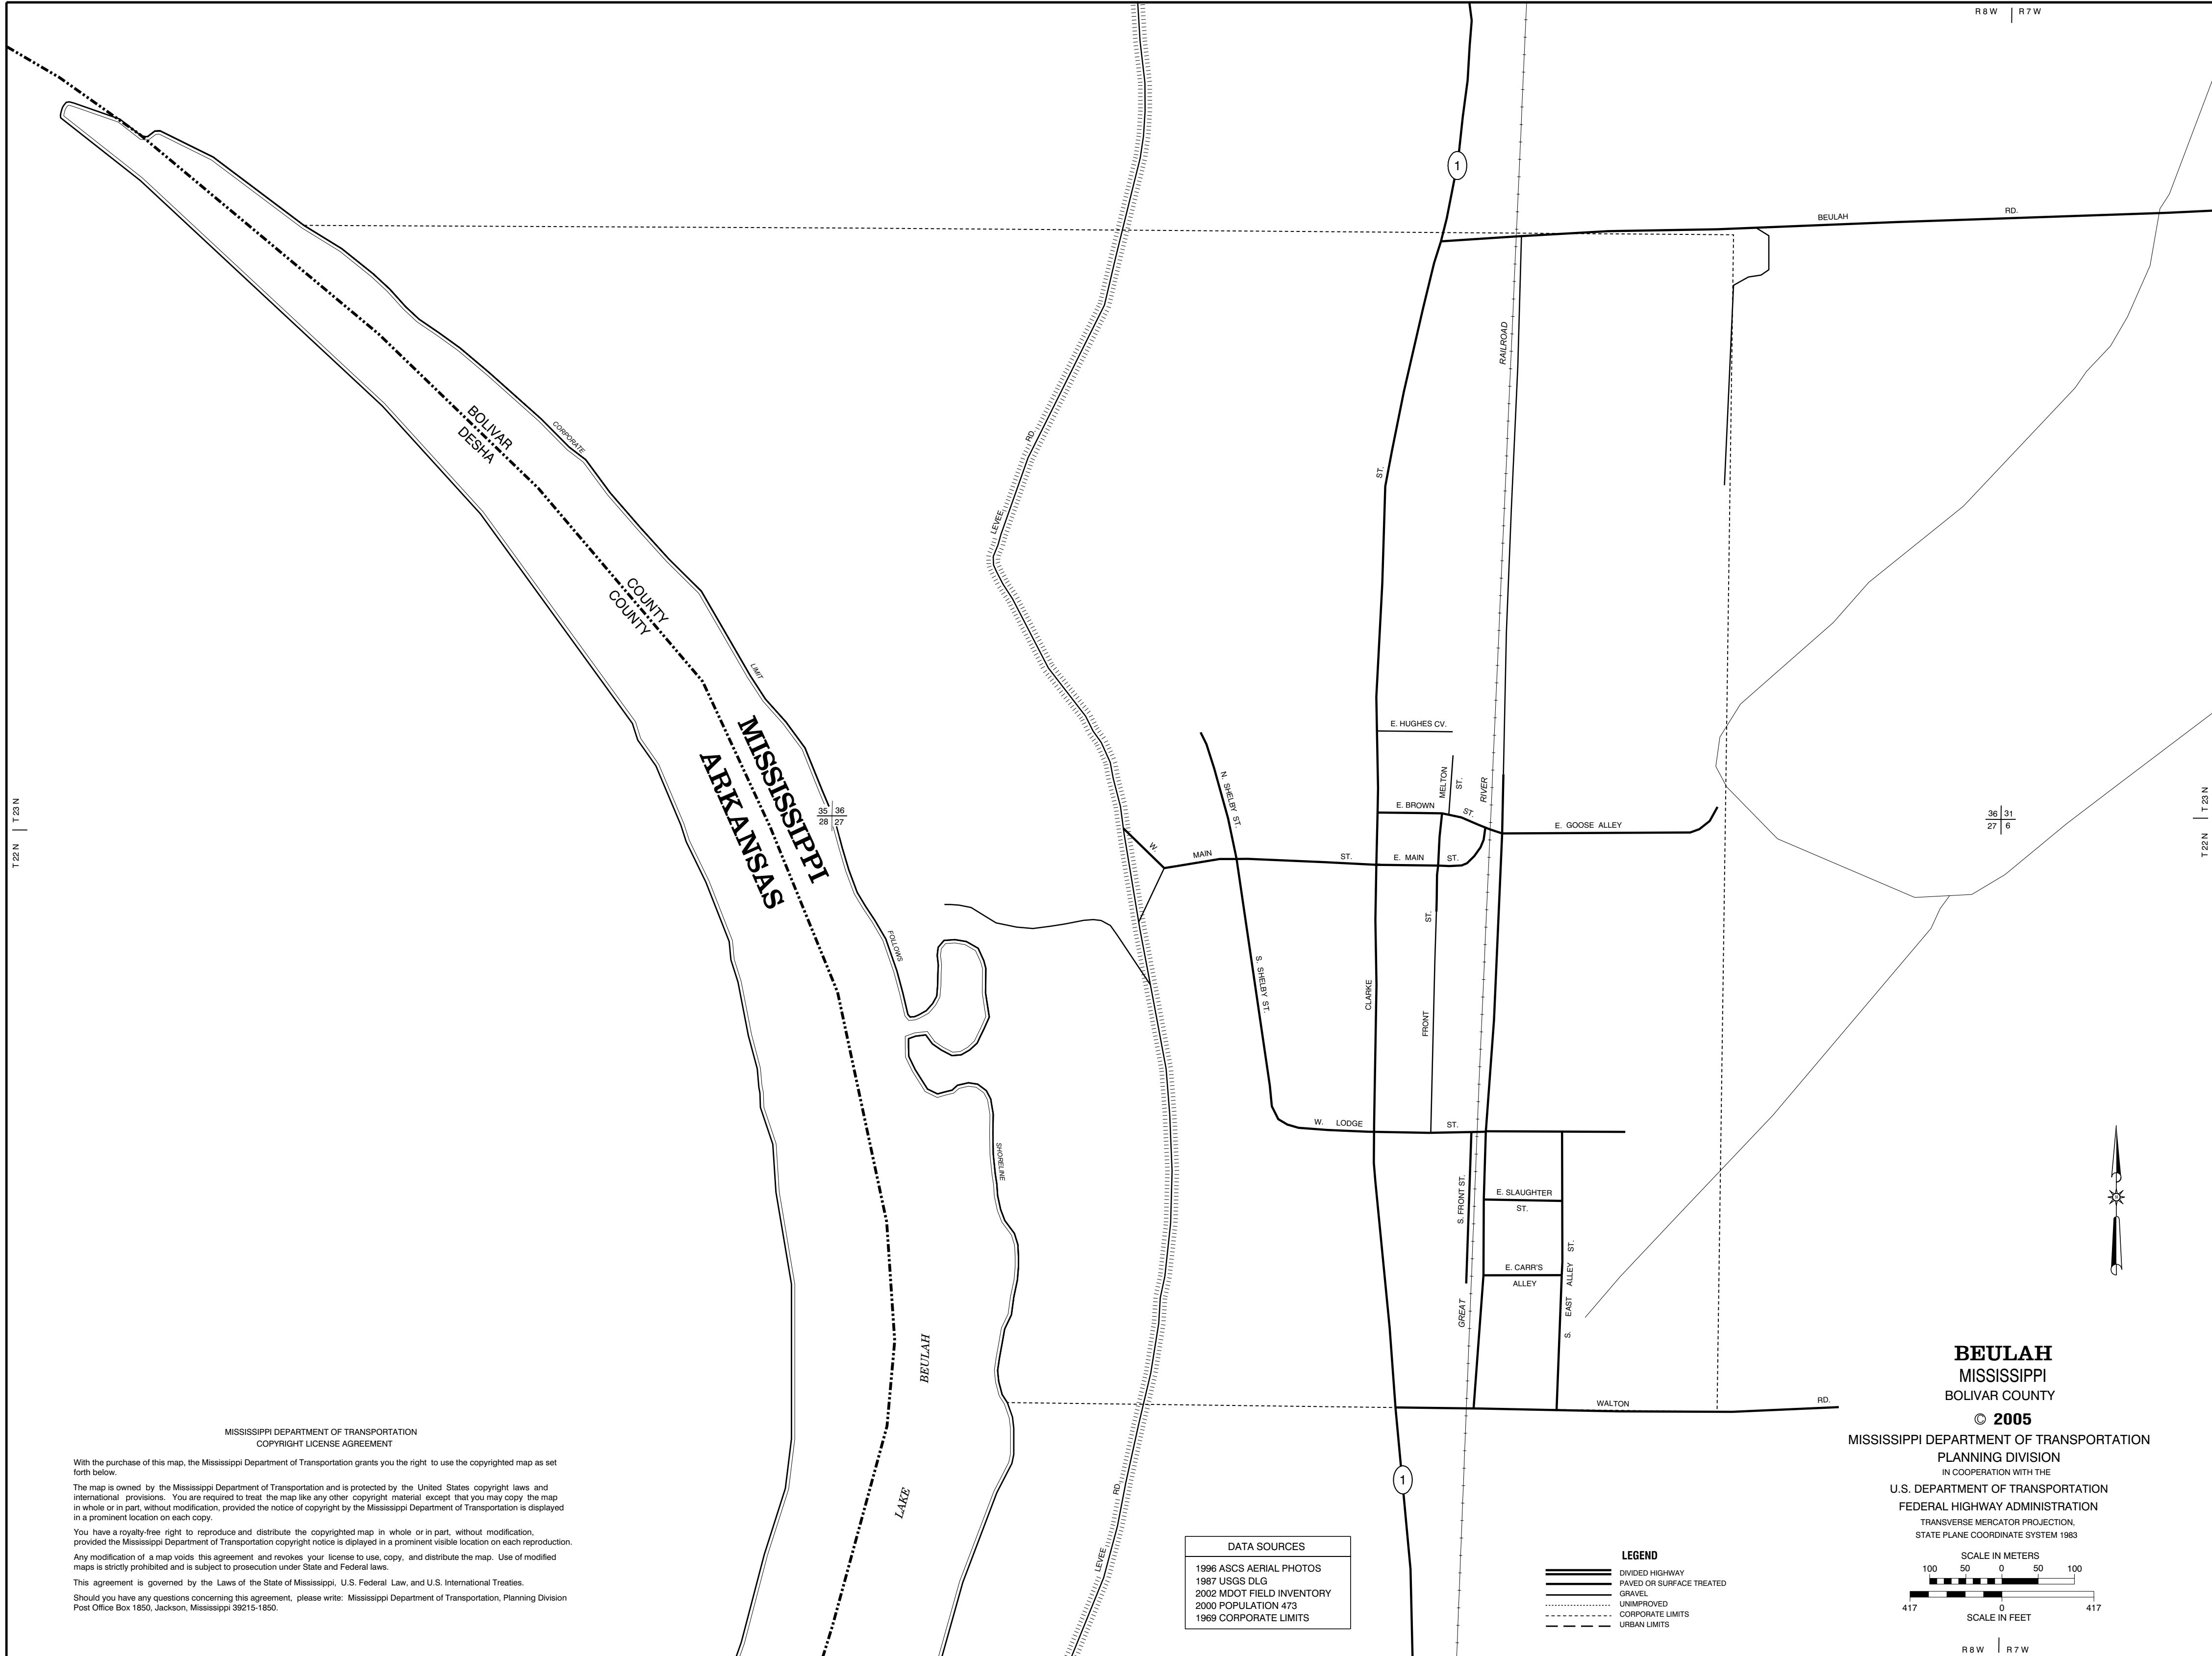 R 8 W | R 7 W
1
BEULAH RD.
RAILROAD
BOLIVAR
DESHA
CORPORATE
LEVEE RD.
ST.
COUNTY
COUNTY
LIMIT
MISSISSIPPI
ARKANSAS
E. HUGHES CV.
N. SHELBY ST.
MELTON
ST.
RIVER
T 23 N
T 22 N
35 36
28 27
E. BROWN
ST.
E. GOOSE ALLEY
36 31
27 6
T 23 N
T 22 N
W. MAIN ST.
E. MAIN ST.
ST.
FOLLOWS
S. SHELBY ST.
CLARKE
FRONT
W. LODGE ST.
SHORELINE
S. FRONT ST.
E. SLAUGHTER
ST.
E. CARR'S
ALLEY
S. EAST ALLEY ST.
GREAT
BEULAH
LAKE
WALTON RD.
1
LEVEE RD.
BEULAH
MISSISSIPPI
BOLIVAR COUNTY
© 2005
MISSISSIPPI DEPARTMENT OF TRANSPORTATION
PLANNING DIVISION
IN COOPERATION WITH THE
U.S. DEPARTMENT OF TRANSPORTATION
FEDERAL HIGHWAY ADMINISTRATION
TRANSVERSE MERCATOR PROJECTION,
STATE PLANE COORDINATE SYSTEM 1983
SCALE IN METERS
100 50 0 50 100
417 0 417
SCALE IN FEET
R 8 W | R 7 W
MISSISSIPPI DEPARTMENT OF TRANSPORTATION
COPYRIGHT LICENSE AGREEMENT
With the purchase of this map, the Mississippi Department of Transportation grants you the right to use the copyrighted map as set
forth below.
The map is owned by the Mississippi Department of Transportation and is protected by the United States copyright laws and
international provisions. You are required to treat the map like any other copyright material except that you may copy the map
in whole or in part, without modification, provided the notice of copyright by the Mississippi Department of Transportation is displayed
in a prominent location on each copy.
You have a royalty-free right to reproduce and distribute the copyrighted map in whole or in part, without modification,
provided the Mississippi Department of Transportation copyright notice is diplayed in a prominent visible location on each reproduction.
Any modification of a map voids this agreement and revokes your license to use, copy, and distribute the map. Use of modified
maps is strictly prohibited and is subject to prosecution under State and Federal laws.
This agreement is governed by the Laws of the State of Mississippi, U.S. Federal Law, and U.S. International Treaties.
Should you have any questions concerning this agreement, please write: Mississippi Department of Transportation, Planning Division
Post Office Box 1850, Jackson, Mississippi 39215-1850.
DATA SOURCES
1996 ASCS AERIAL PHOTOS
1987 USGS DLG
2002 MDOT FIELD INVENTORY
2000 POPULATION 473
1969 CORPORATE LIMITS
LEGEND
DIVIDED HIGHWAY
PAVED OR SURFACE TREATED
GRAVEL
UNIMPROVED
CORPORATE LIMITS
URBAN LIMITS